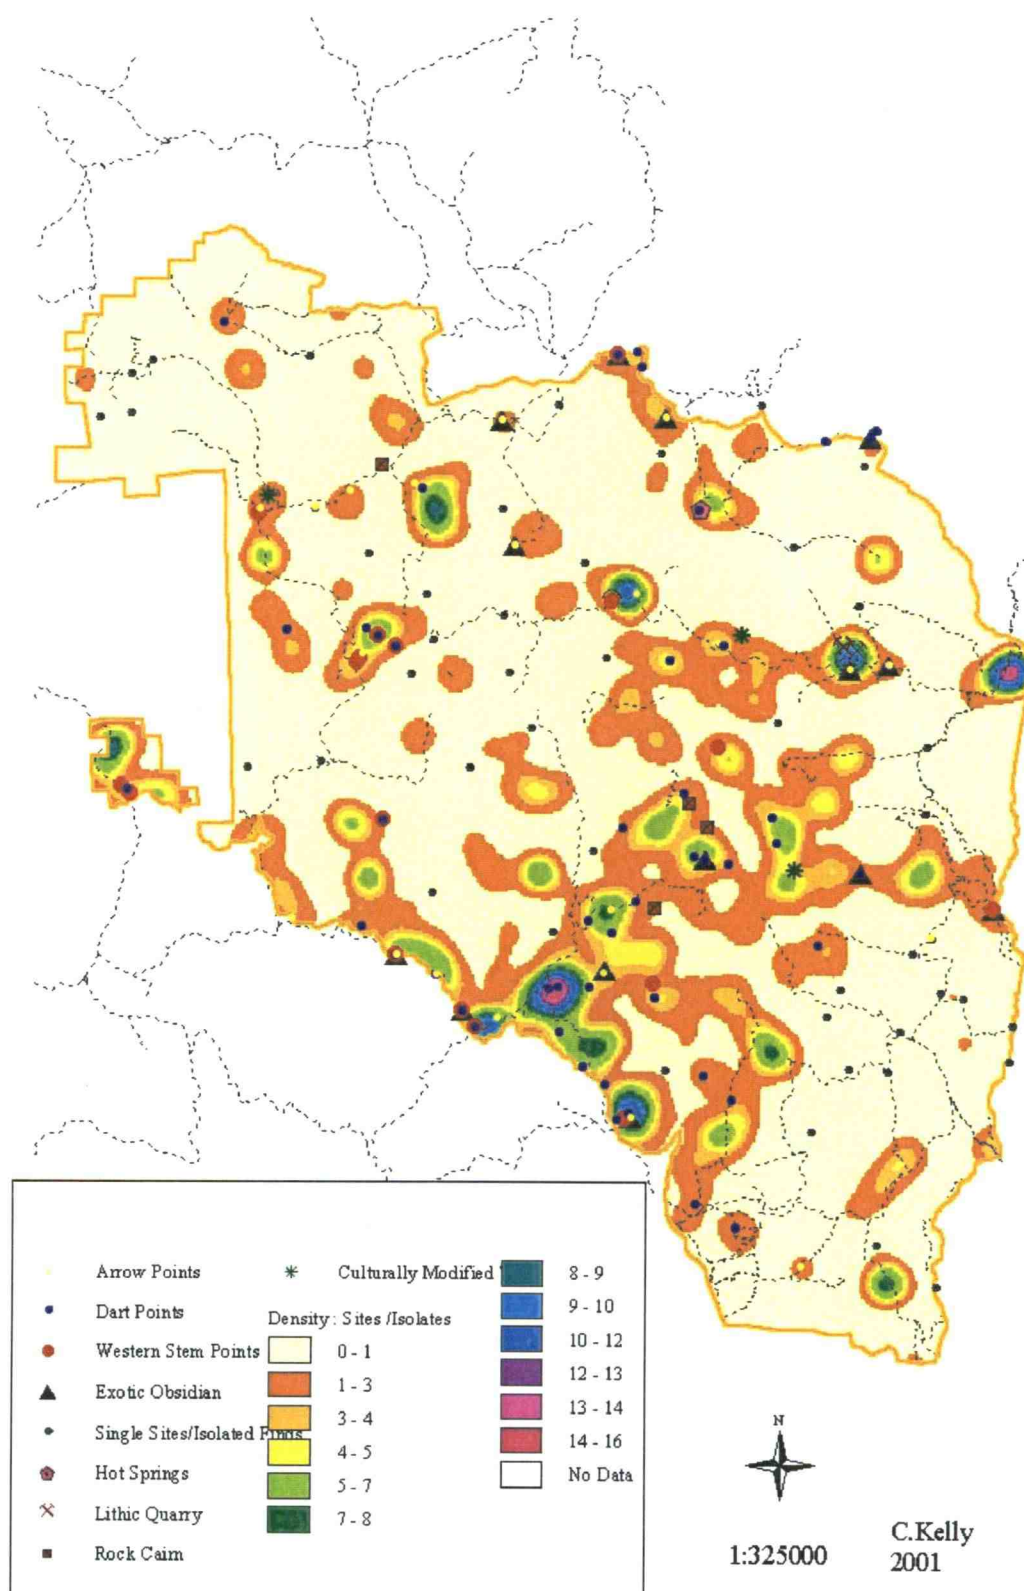 Arrow Points
Dart Points
Western Stem Points
Exotic Obsidian
Single Sites/Isolated Finds
Hot Springs
Lithic Quarry
Rock Cairn
Culturally Modified
Density: Sites /Isolates
0 - 1
1 - 3
3 - 4
4 - 5
5 - 7
7 - 8
8 - 9
9 - 10
10 - 12
12 - 13
13 - 14
14 - 16
No Data
N
1:325000
C.Kelly
2001